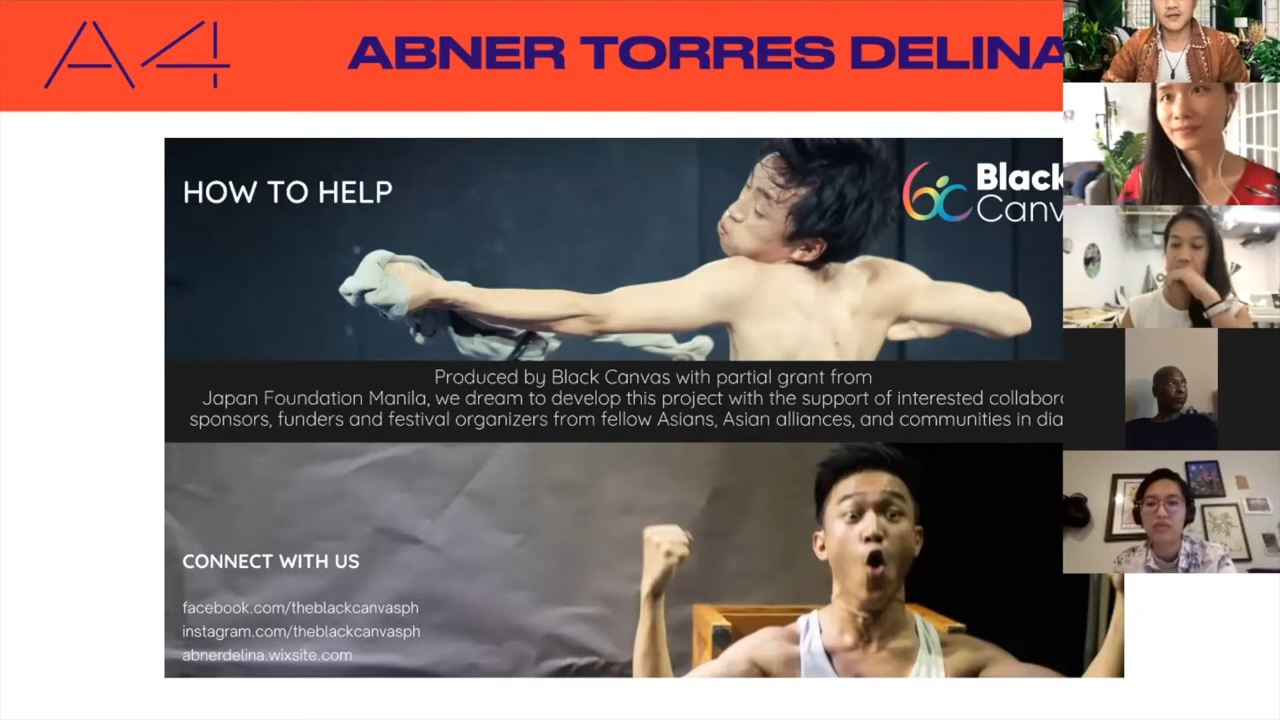 A4
ABNER TORRES DELINA
HOW TO HELP
bc
Black
Canv
Produced by Black Canvas with partial grant from
Japan Foundation Manila, we dream to develop this project with the support of interested collabora
sponsors, funders and festival organizers from fellow Asians, Asian alliances, and communities in dia
CONNECT WITH US
facebook.com/theblackcanvasph
instagram.com/theblackcanvasph
abnerdelina.wixsite.com